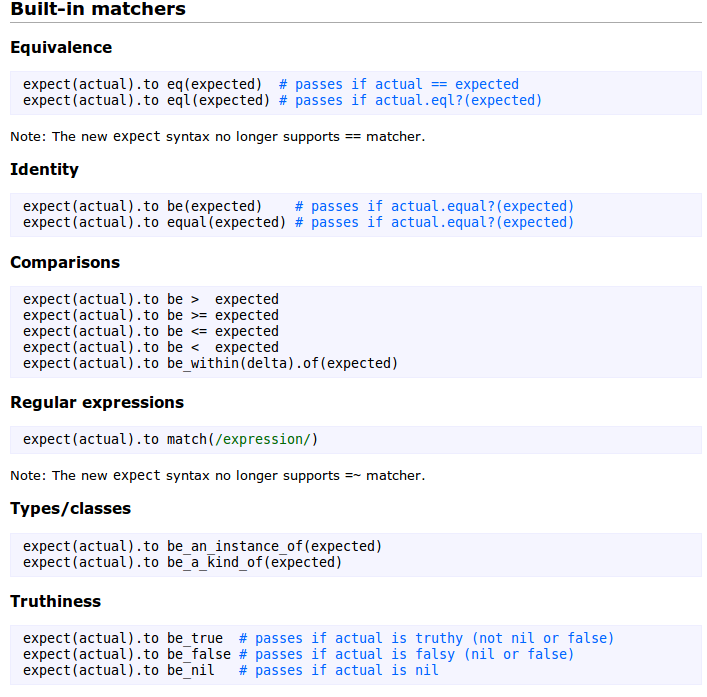 Built-in matchers
Equivalence
expect(actual).to eq(expected)  # passes if actual == expected
expect(actual).to eql(expected) # passes if actual.eql?(expected)
Note: The new expect syntax no longer supports == matcher.
Identity
expect(actual).to be(expected)    # passes if actual.equal?(expected)
expect(actual).to equal(expected) # passes if actual.equal?(expected)
Comparisons
expect(actual).to be >  expected
expect(actual).to be >= expected
expect(actual).to be <= expected
expect(actual).to be <  expected
expect(actual).to be_within(delta).of(expected)
Regular expressions
expect(actual).to match(/expression/)
Note: The new expect syntax no longer supports =~ matcher.
Types/classes
expect(actual).to be_an_instance_of(expected)
expect(actual).to be_a_kind_of(expected)
Truthiness
expect(actual).to be_true  # passes if actual is truthy (not nil or false)
expect(actual).to be_false # passes if actual is falsy (nil or false)
expect(actual).to be_nil   # passes if actual is nil